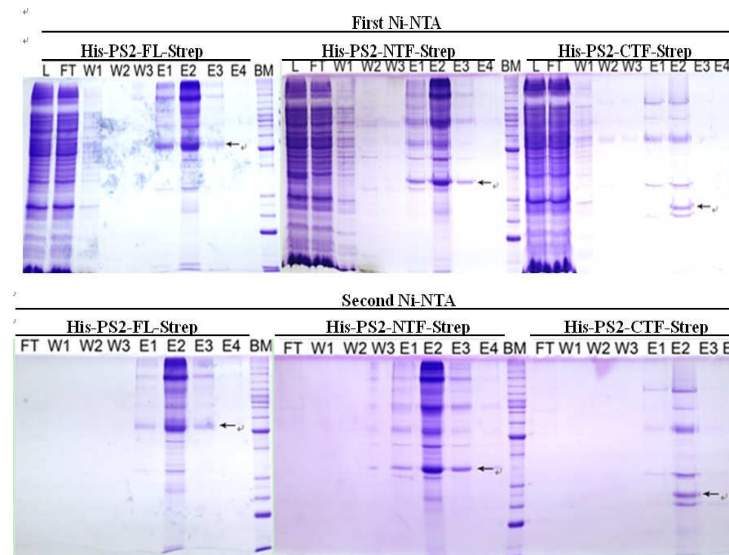 First Ni-NTA
His-PS2-FL-Strep His-PS2-NTF-Strep His-PS2-CTF-Strep
L FT W1 W2 W3 E1 E2 E3 E4 BM L FT W1 W2 W3 E1 E2 E3 E4 BM L FT W1 W2 W3 E1 E2 E3 E4
Second Ni-NTA
His-PS2-FL-Strep His-PS2-NTF-Strep His-PS2-CTF-Strep
FT W1 W2 W3 E1 E2 E3 E4 BM FT W1 W2 W3 E1 E2 E3 E4 BM FT W1 W2 W3 E1 E2 E3 E